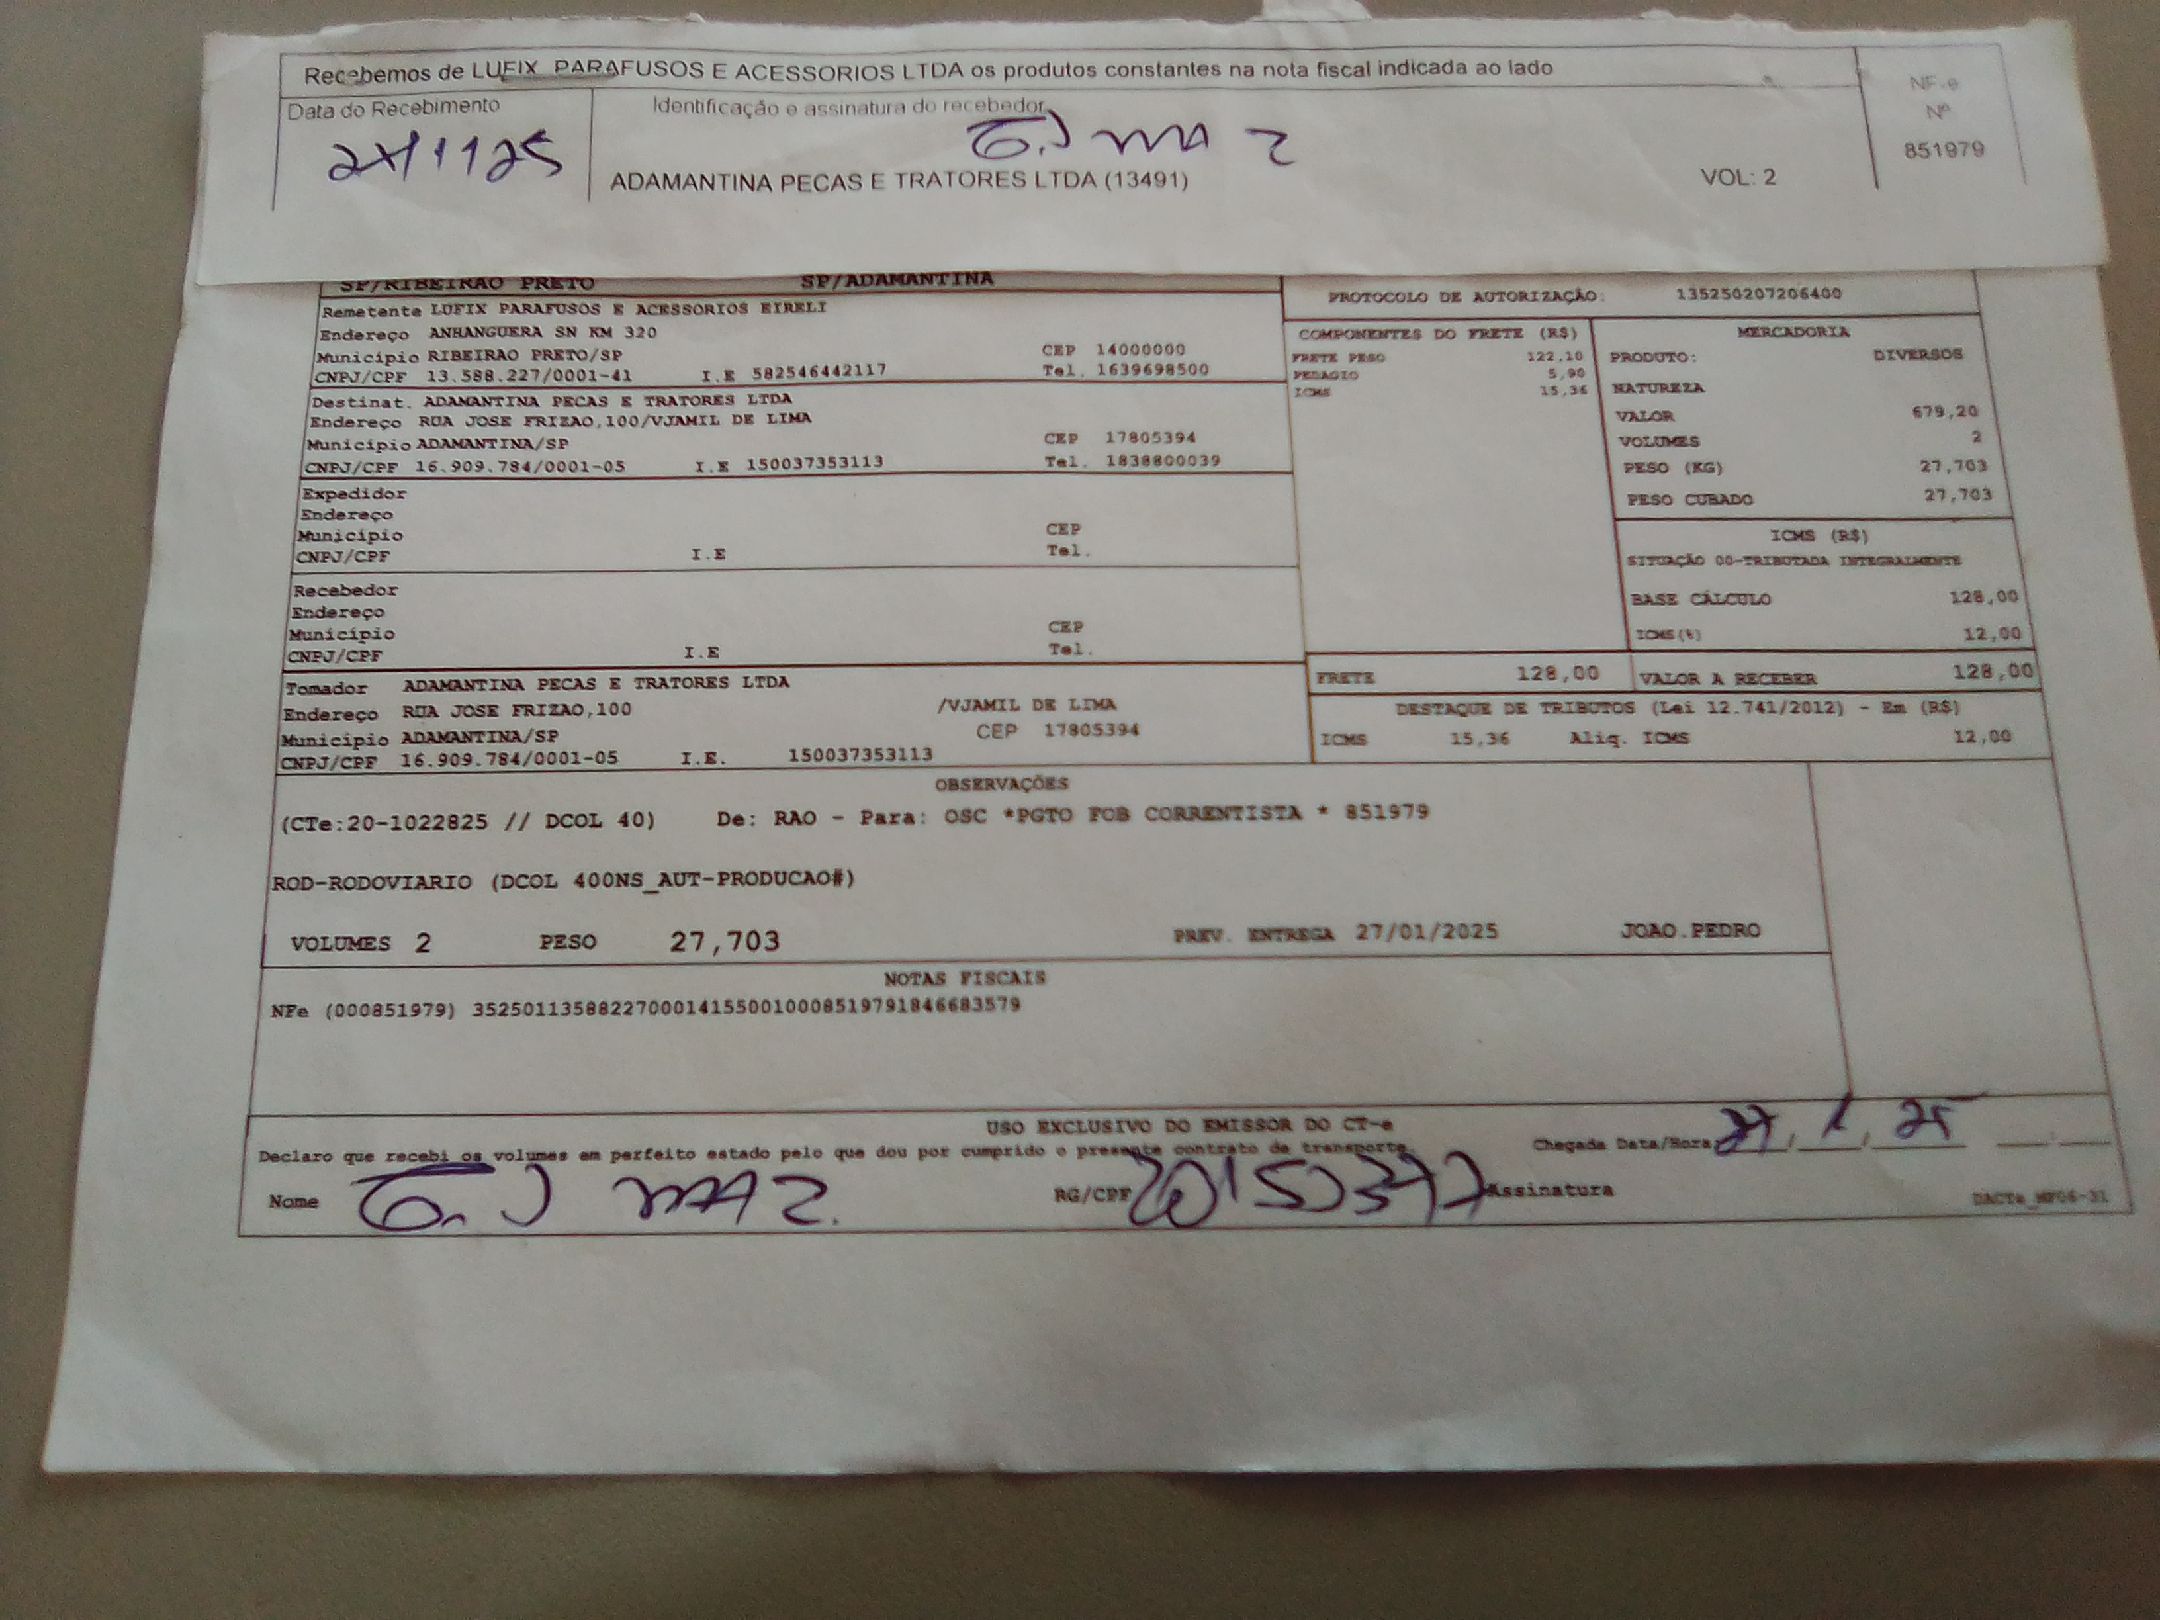 Recebemos de LUFIX PARAFUSOS E ACESSORIOS LTDA os produtos constantes na nota fiscal indicada ao lado
NF-e
Nº
851979
Data do Recebimento
Identificação e assinatura do recebedor
ADAMANTINA PECAS E TRATORES LTDA (13491)
VOL: 2
SP/RIBEIRAO PRETO SP/ADAMANTINA
Remetente LUFIX PARAFUSOS E ACESSORIOS EIRELI
Endereço ANHANGUERA SN KM 320
Município RIBEIRAO PRETO/SP CEP 14000000
CNPJ/CPF 13.588.227/0001-41 I.E 582546442117 Tel. 1639698500
Destinat. ADAMANTINA PECAS E TRATORES LTDA
Endereço RUA JOSE FRIZAO,100/VJAMIL DE LIMA
Município ADAMANTINA/SP CEP 17805394
CNPJ/CPF 16.909.784/0001-05 I.E 150037353113 Tel. 1838800039
Expedidor
Endereço
Município CEP
CNPJ/CPF I.E Tel.
Recebedor
Endereço
Município CEP
CNPJ/CPF I.E Tel.
Tomador ADAMANTINA PECAS E TRATORES LTDA
Endereço RUA JOSE FRIZAO,100 /VJAMIL DE LIMA
Município ADAMANTINA/SP CEP 17805394
CNPJ/CPF 16.909.784/0001-05 I.E. 150037353113
PROTOCOLO DE AUTORIZAÇÃO: 135250207206400
COMPONENTES DO FRETE (R$)
FRETE PESO 122,10
PEDAGIO 5,90
ICMS 15,36
MERCADORIA
PRODUTO: DIVERSOS
NATUREZA
VALOR 679,20
VOLUMES 2
PESO (KG) 27,703
PESO CUBADO 27,703
ICMS (R$)
SITUAÇÃO 00-TRIBUTADA INTEGRALMENTE
BASE CÁLCULO 128,00
ICMS(%) 12,00
FRETE 128,00 VALOR A RECEBER 128,00
DESTAQUE DE TRIBUTOS (Lei 12.741/2012) - Em (R$)
ICMS 15,36 Aliq. ICMS 12,00
OBSERVAÇÕES
(CTe:20-1022825 // DCOL 40) De: RAO - Para: OSC *PGTO FOB CORRENTISTA * 851979
ROD-RODOVIARIO (DCOL 400NS_AUT-PRODUCAO#)
VOLUMES 2 PESO 27,703 PREV. ENTREGA 27/01/2025 JOAO.PEDRO
NOTAS FISCAIS
NFe (000851979) 35250113588227000141550010008519791846683579
USO EXCLUSIVO DO EMISSOR DO CT-e
Declaro que recebi os volumes em perfeito estado pelo que dou por cumprido o presente contrato de transporte.
Chegada Data/Hora 27/1/25
Nome
RG/CPF
Assinatura